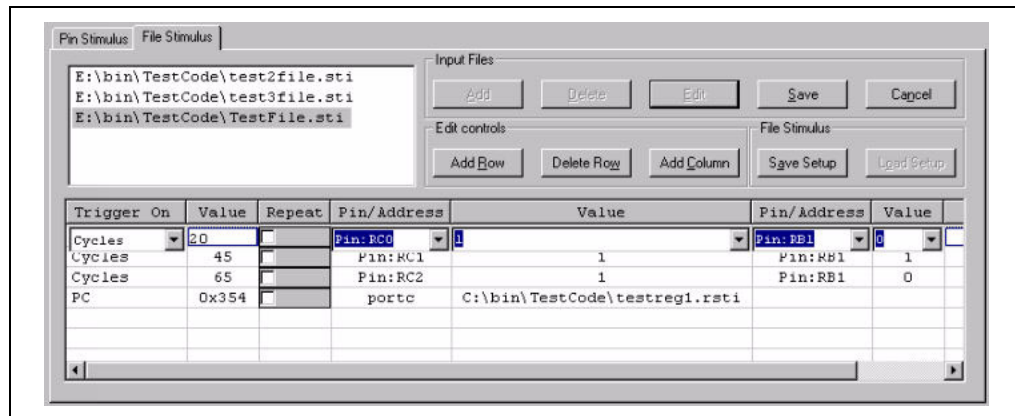 Pin Stimulus File Stimulus
Input Files
E:\bin\TestCode\test2file.sti
E:\bin\TestCode\test3file.sti
E:\bin\TestCode\TestFile.sti
Add Delete Edit Save Cancel
Edit controls File Stimulus
Add Row Delete Row Add Column Save Setup Load Setup
Trigger On Value Repeat Pin/Address Value Pin/Address Value
Cycles 20 Pin:RC0 1 Pin:RB1 0
Cycles 45 Pin:RC1 1 Pin:RB1 1
Cycles 65 Pin:RC2 1 Pin:RB1 0
PC 0x354 portc C:\bin\TestCode\testreg1.rsti